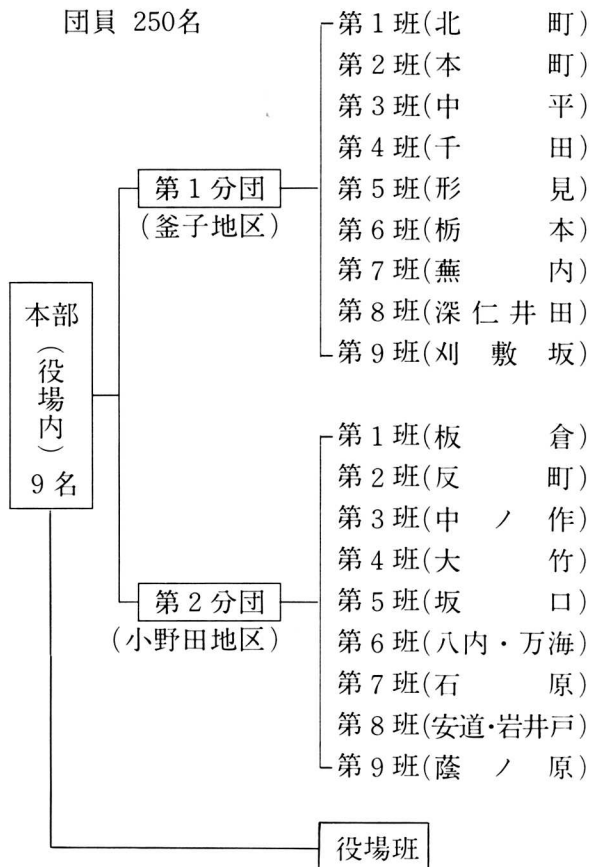 団員 250名
第1班(北町)
第2班(本町)
第3班(中平)
第4班(千田)
第1分団
第5班(形見)
(釜子地区)
第6班(栃本)
第7班(蕪内)
第8班(深仁井田)
第9班(刈敷坂)
本部
(役場内)
9名
第1班(板倉)
第2班(反町)
第3班(中ノ作)
第4班(大竹)
第2分団
第5班(坂口)
(小野田地区)
第6班(八内・万海)
第7班(石原)
第8班(安道・岩井戸)
第9班(蔭ノ原)
役場班